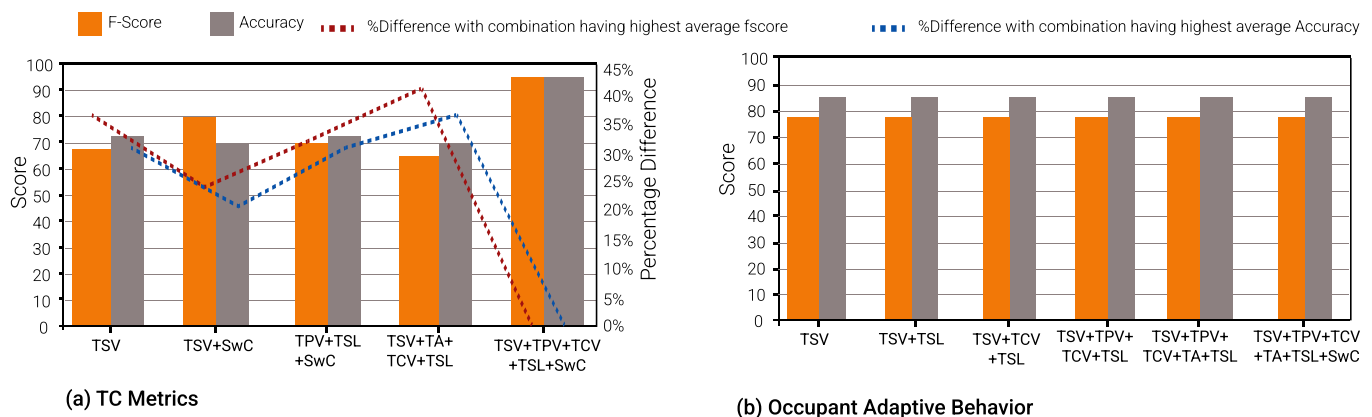 F-Score
Accuracy
%Difference with combination having highest average fscore
%Difference with combination having highest average Accuracy
Score
100
90
80
70
60
50
40
30
20
10
0
45%
40%
35%
30%
25%
20%
15%
10%
5%
0%
Percentage Difference
TSV
TSV+SwC
TPV+TSL
+SwC
TSV+TA+
TCV+TSL
TSV+TPV+TCV
+TSL+SwC
(a) TC Metrics
Score
100
90
80
70
60
50
40
30
20
10
0
TSV
TSV+TSL
TSV+TCV
+TSL
TSV+TPV+
TCV+TSL
TSV+TPV+
TCV+TA+TSL
TSV+TPV+TCV
+TA+TSL+SwC
(b) Occupant Adaptive Behavior